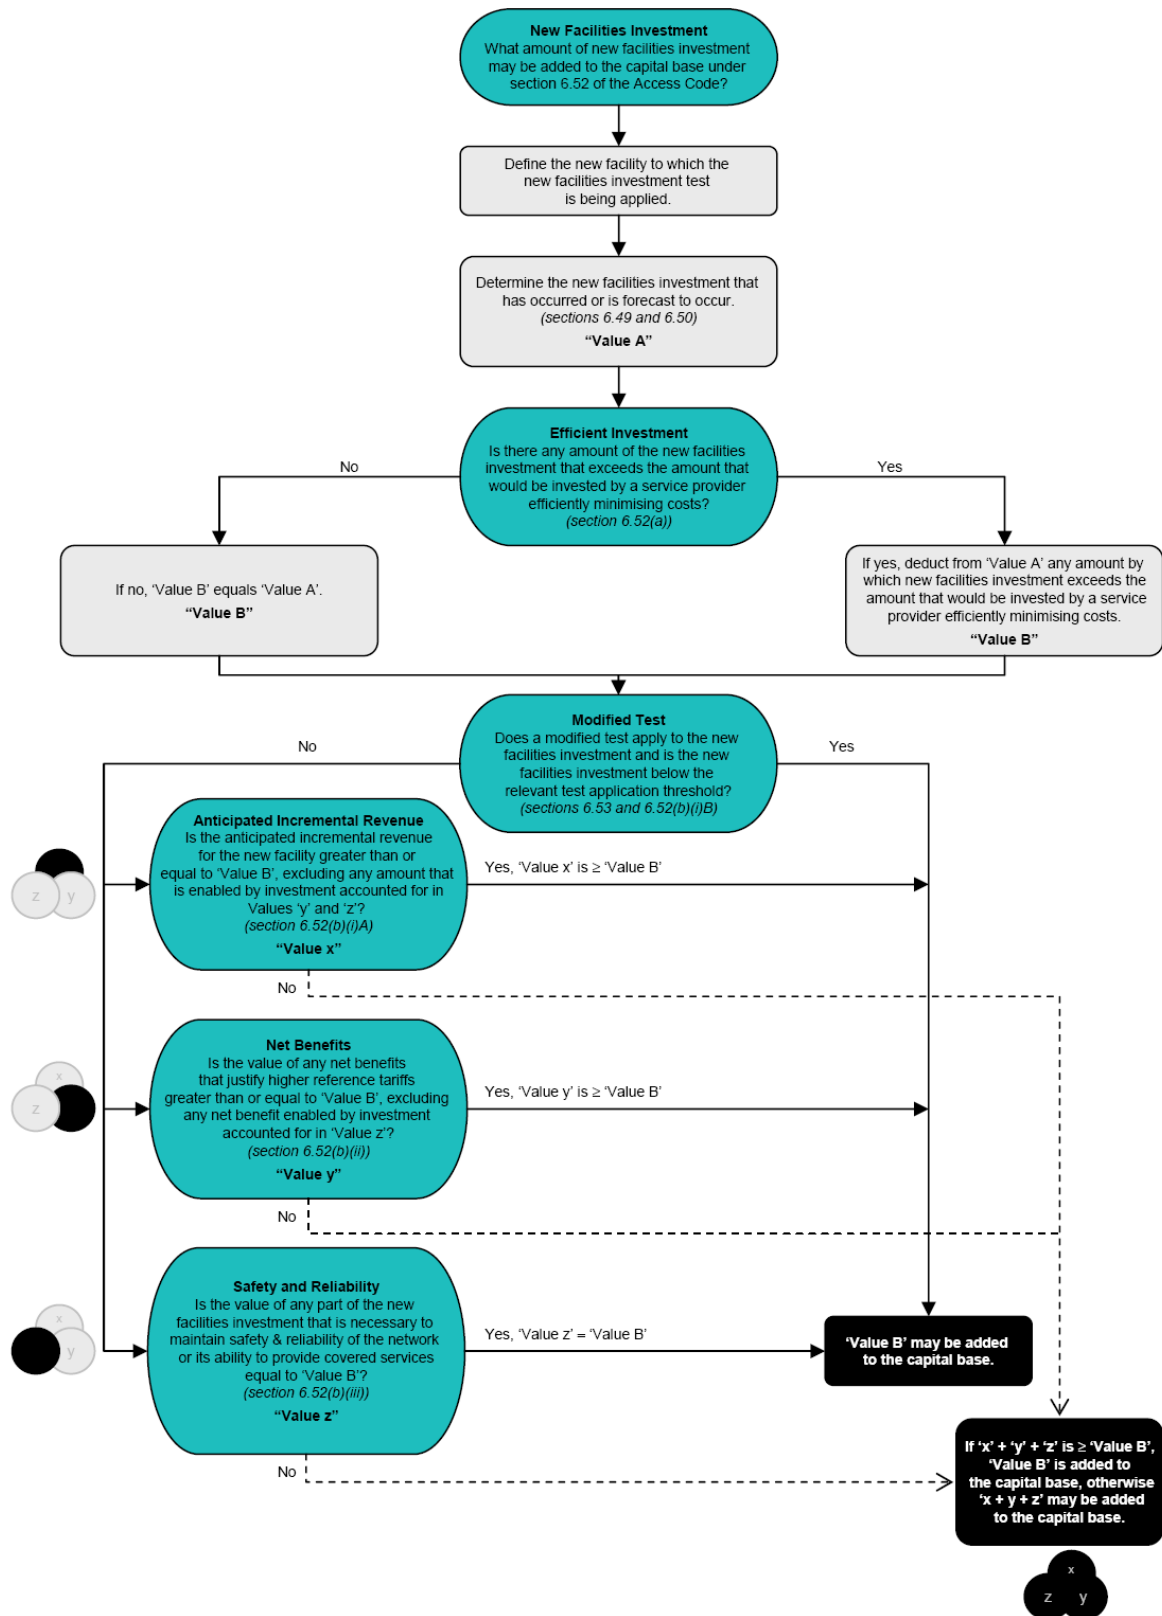 New Facilities Investment
What amount of new facilities investment
may be added to the capital base under
section 6.52 of the Access Code?
Define the new facility to which the
new facilities investment test
is being applied.
Determine the new facilities investment that
has occurred or is forecast to occur.
(sections 6.49 and 6.50)
“Value A”
Efficient Investment
Is there any amount of the new facilities
investment that exceeds the amount that
would be invested by a service provider
efficiently minimising costs?
(section 6.52(a))
No
Yes
If no, ‘Value B’ equals ‘Value A’.
“Value B”
If yes, deduct from ‘Value A’ any amount by
which new facilities investment exceeds the
amount that would be invested by a service
provider efficiently minimising costs.
“Value B”
Modified Test
Does a modified test apply to the new
facilities investment and is the new
facilities investment below the
relevant test application threshold?
(sections 6.53 and 6.52(b)(i)B)
No
Yes
Anticipated Incremental Revenue
Is the anticipated incremental revenue
for the new facility greater than or
equal to ‘Value B’, excluding any amount that
is enabled by investment accounted for in
Values ‘y’ and ‘z’?
(section 6.52(b)(i)A)
“Value x”
Yes, ‘Value x’ is ≥ ‘Value B’
z y
No
Net Benefits
Is the value of any net benefits
that justify higher reference tariffs
greater than or equal to ‘Value B’, excluding
any net benefit enabled by investment
accounted for in ‘Value z’?
(section 6.52(b)(ii))
“Value y”
Yes, ‘Value y’ is ≥ ‘Value B’
x
z
No
Safety and Reliability
Is the value of any part of the new
facilities investment that is necessary to
maintain safety & reliability of the network
or its ability to provide covered services
equal to ‘Value B’?
(section 6.52(b)(iii))
“Value z”
Yes, ‘Value z’ = ‘Value B’
x
y
No
‘Value B’ may be added
to the capital base.
If ‘x’ + ‘y’ + ‘z’ is ≥ ‘Value B’,
‘Value B’ is added to
the capital base, otherwise
‘x + y + z’ may be added
to the capital base.
x
z y